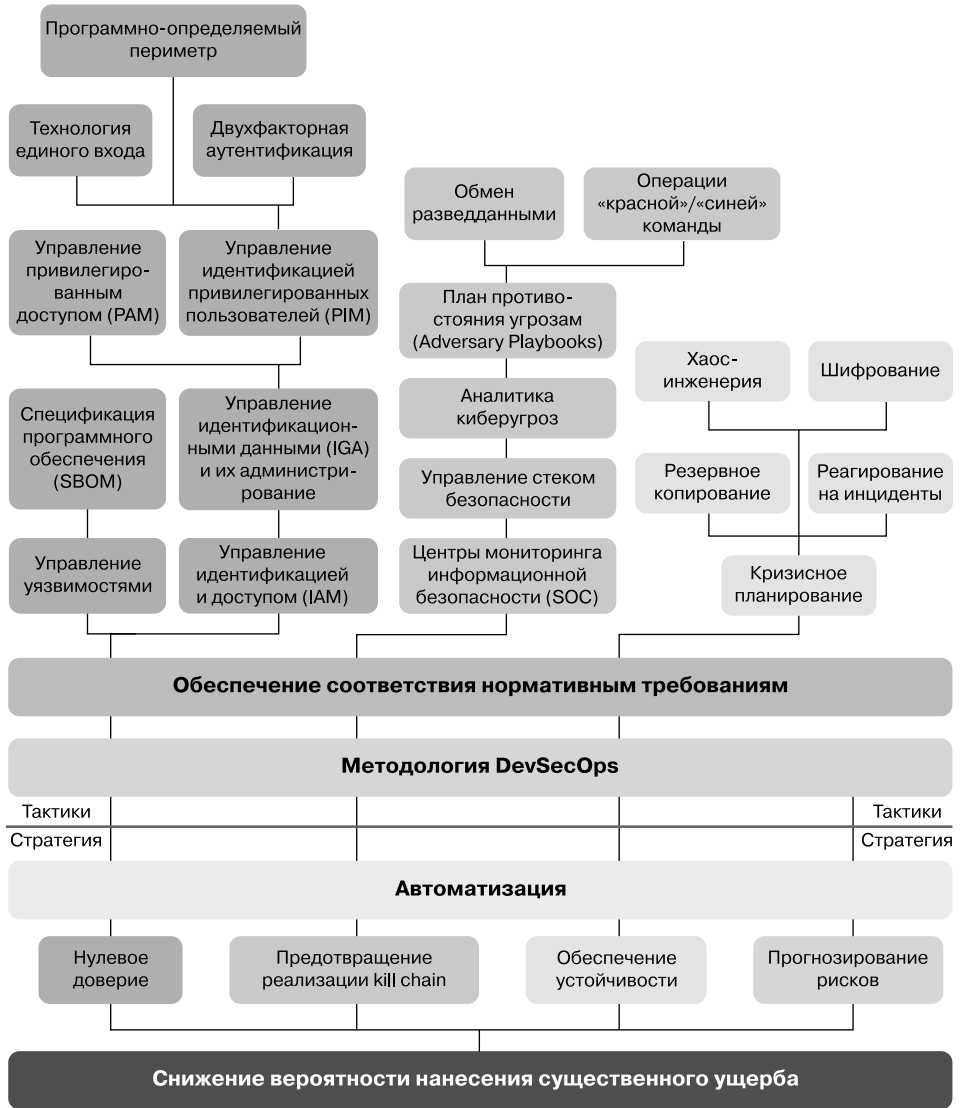 Программно-определяемый
периметр
Технология
единого входа
Двухфакторная
аутентификация
Управление
привилегиро-
ванным
доступом (PAM)
Управление
идентификацией
привилегированных
пользователей (PIM)
Спецификация
программного
обеспечения
(SBOM)
Управление
идентификацион-
ными данными (IGA)
и их администри-
рование
Управление
уязвимостями
Управление
идентификацией
и доступом (IAM)
Обмен
разведданными
Операции
«красной»/«синей»
команды
План противо-
стояния угрозам
(Adversary Playbooks)
Аналитика
киберугроз
Управление стеком
безопасности
Центры мониторинга
информационной
безопасности (SOC)
Хаос-
инженерия
Шифрование
Резервное
копирование
Реагирование
на инциденты
Кризисное
планирование
Обеспечение соответствия нормативным требованиям
Методология DevSecOps
Тактики
Тактики
Стратегия
Стратегия
Автоматизация
Нулевое
доверие
Предотвращение
реализации kill chain
Обеспечение
устойчивости
Прогнозирование
рисков
Снижение вероятности нанесения существенного ущерба